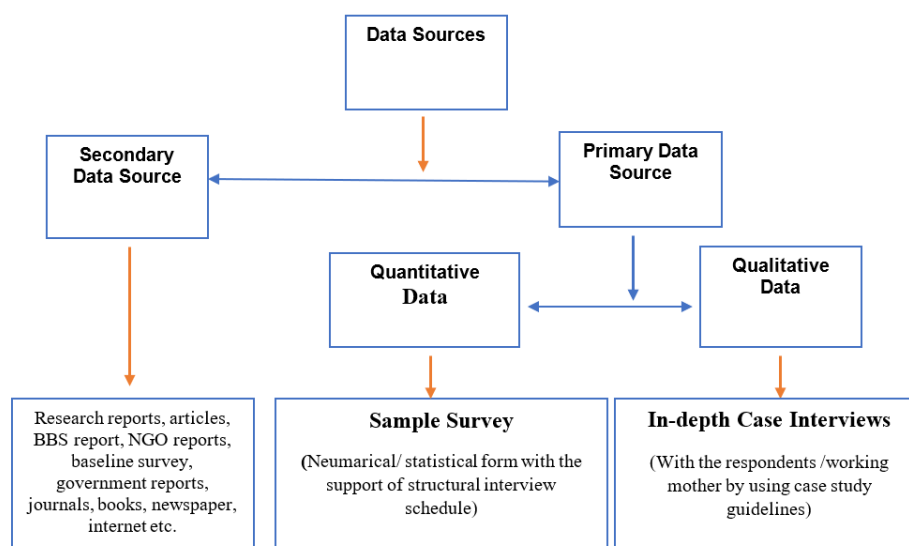 Data Sources
Secondary
Data Source
Primary Data
Source
Quantitative
Data
Qualitative
Data
Research reports, articles,
BBS report, NGO reports,
baseline survey,
government reports,
journals, books, newspaper,
internet etc.
Sample Survey
(Neumarical/ statistical form with the
support of structural interview
schedule)
In-depth Case Interviews
(With the respondents /working
mother by using case study
guidelines)